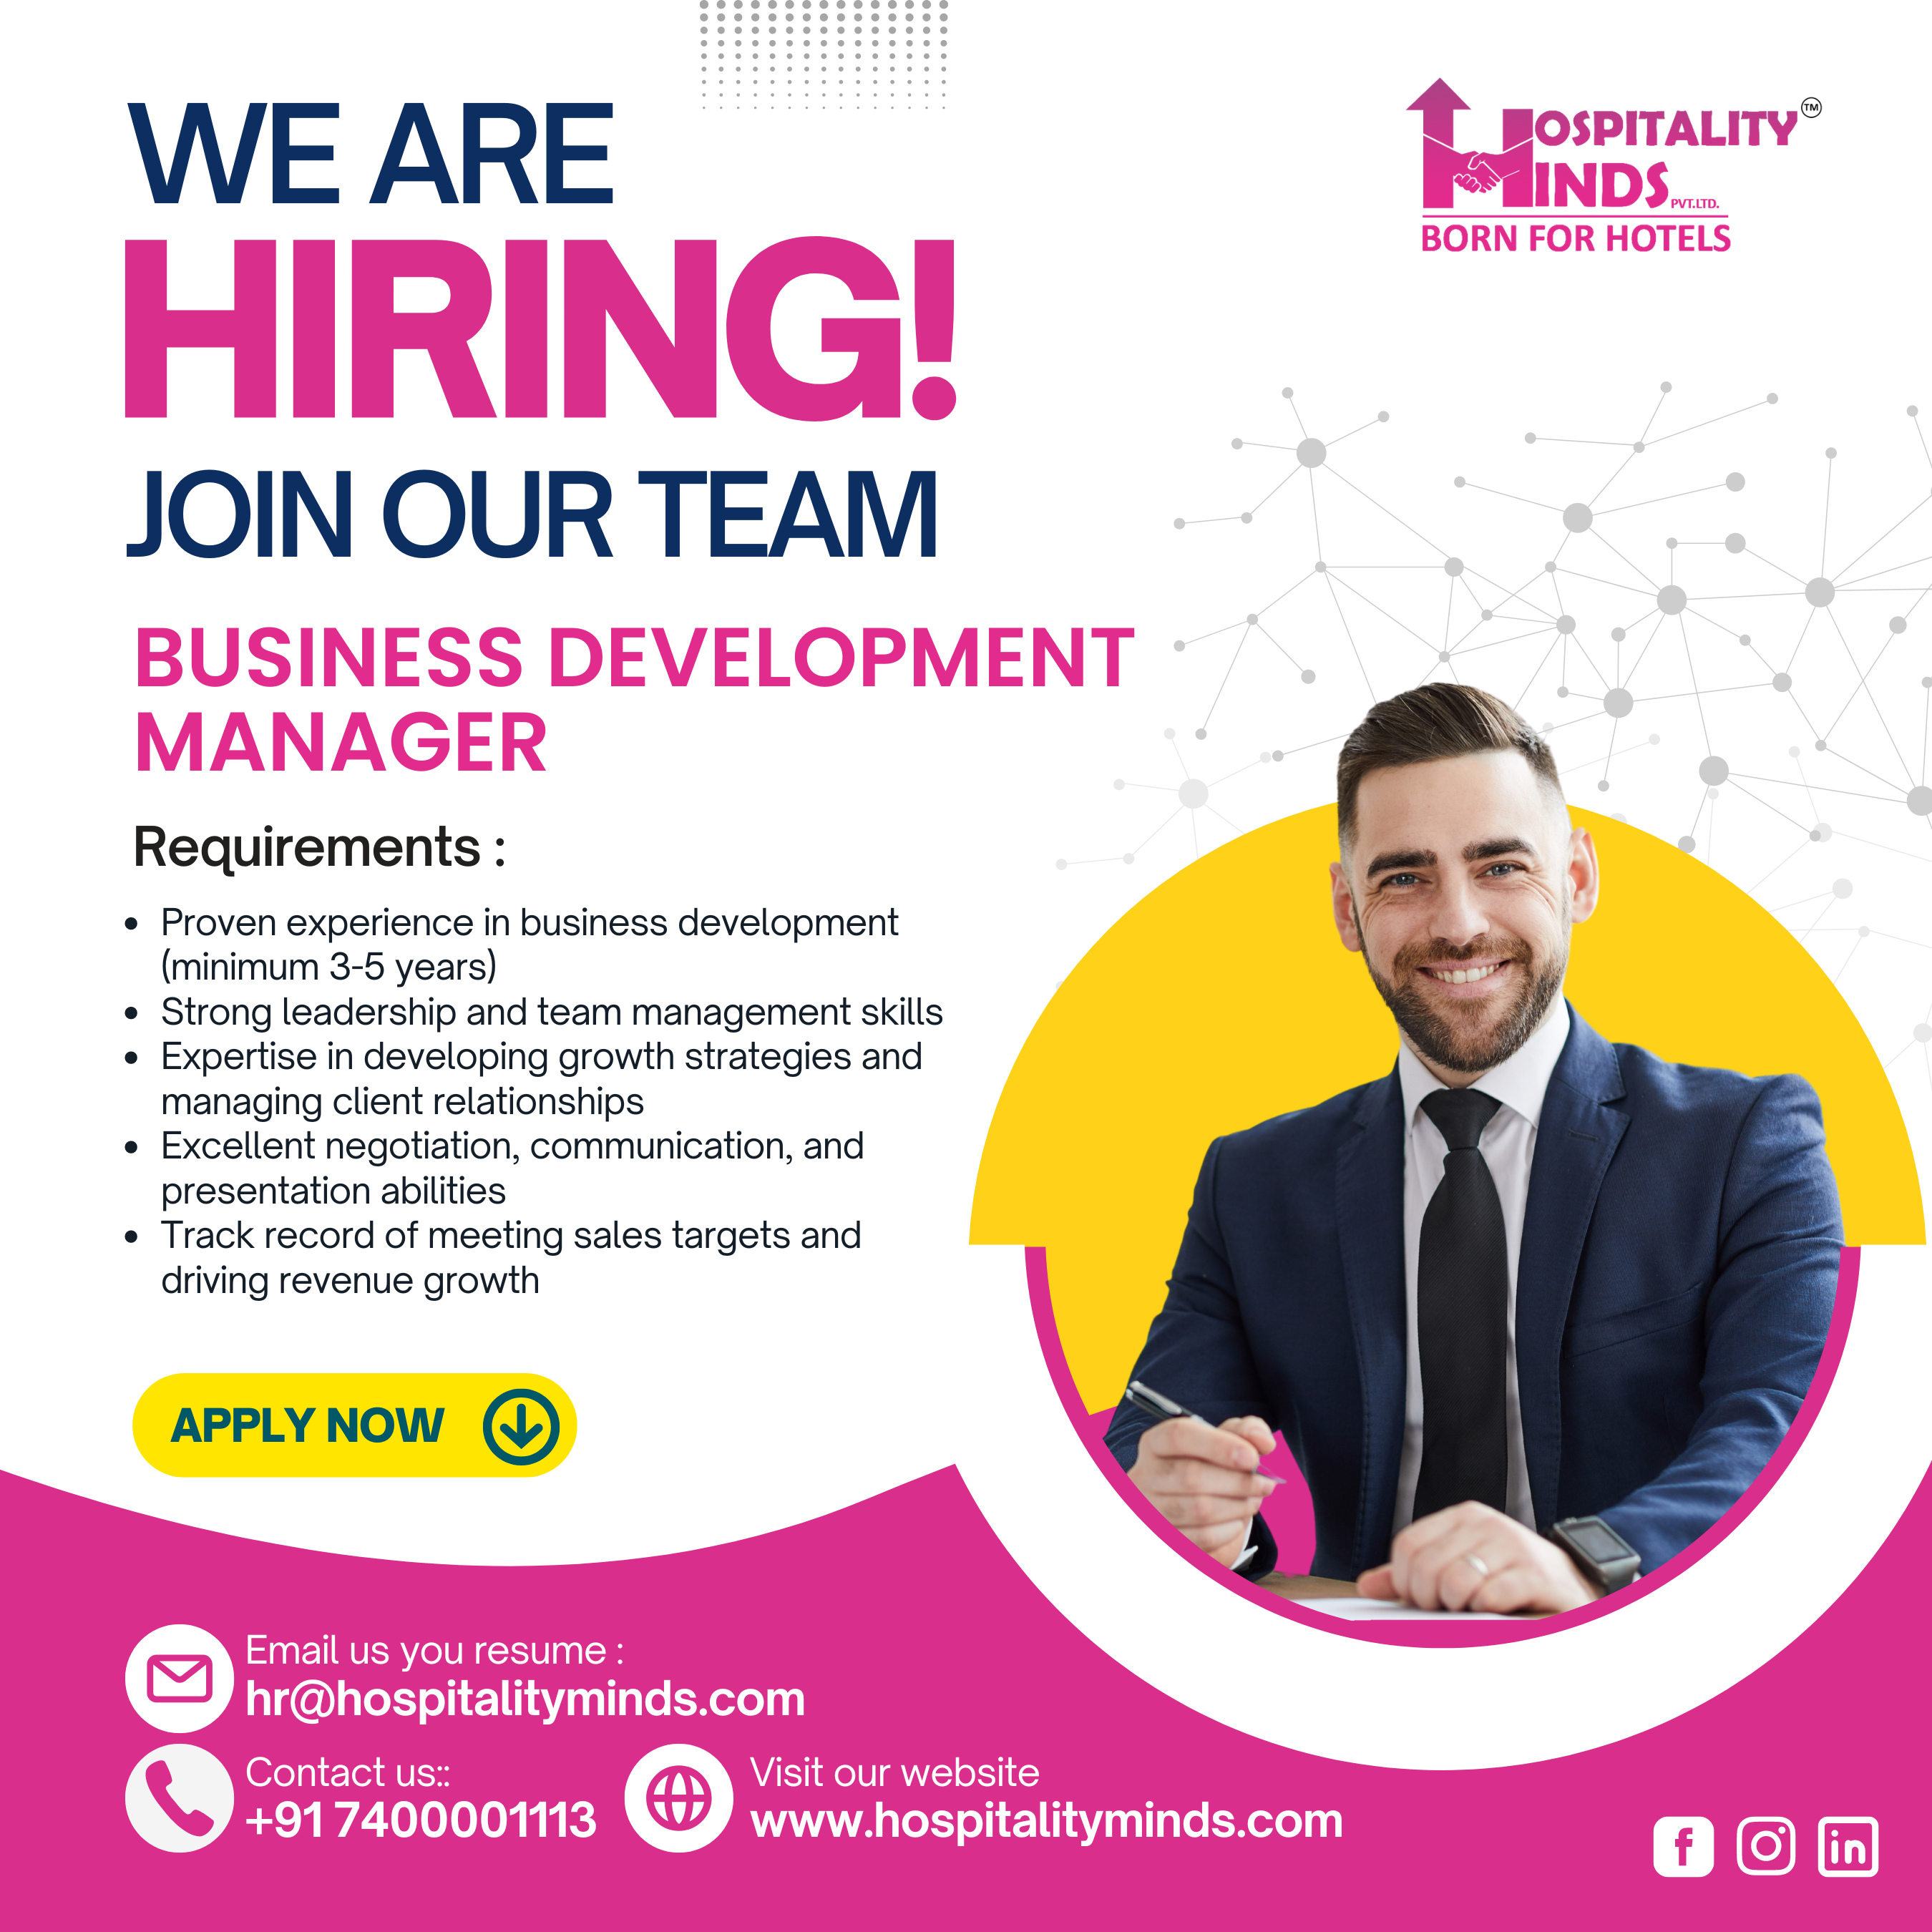 WE ARE
HIRING!
JOIN OUR TEAM
HOSPITALITY TM
MINDS PVT.LTD.
BORN FOR HOTELS
BUSINESS DEVELOPMENT
MANAGER
Requirements :
• Proven experience in business development
(minimum 3-5 years)
• Strong leadership and team management skills
• Expertise in developing growth strategies and
managing client relationships
• Excellent negotiation, communication, and
presentation abilities
• Track record of meeting sales targets and
driving revenue growth
APPLY NOW
Email us you resume :
hr@hospitalityminds.com
Contact us::
+91 7400001113
Visit our website
www.hospitalityminds.com